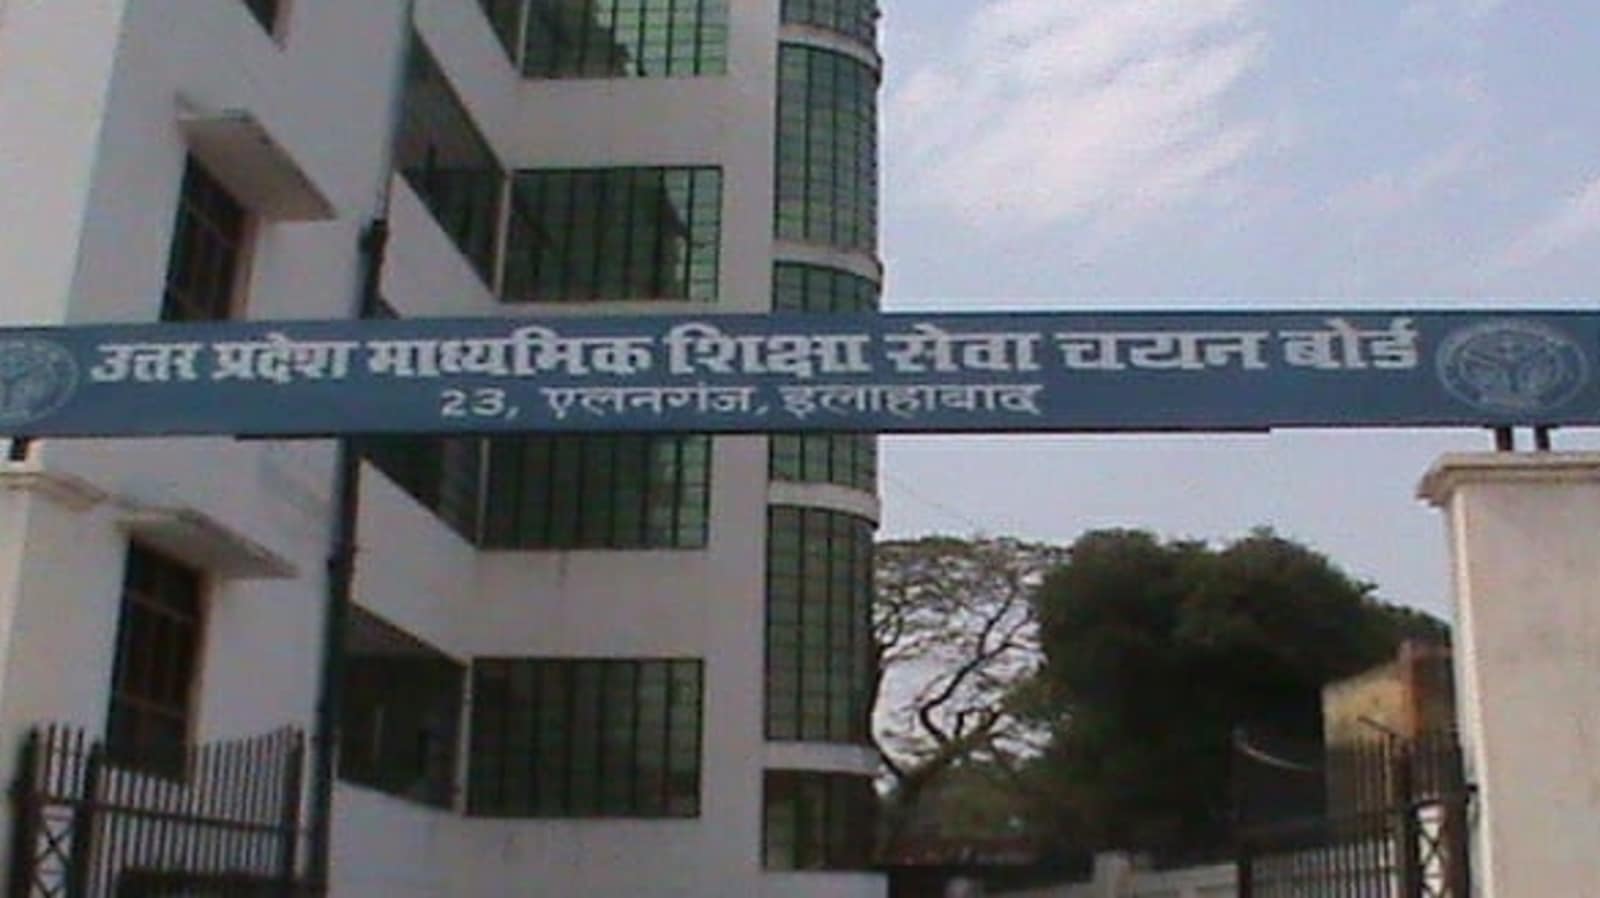 उत्तर प्रदेश माध्यमिक शिक्षा सेवा चयन बोर्ड
23, एलनगंज, इलाहाबाद